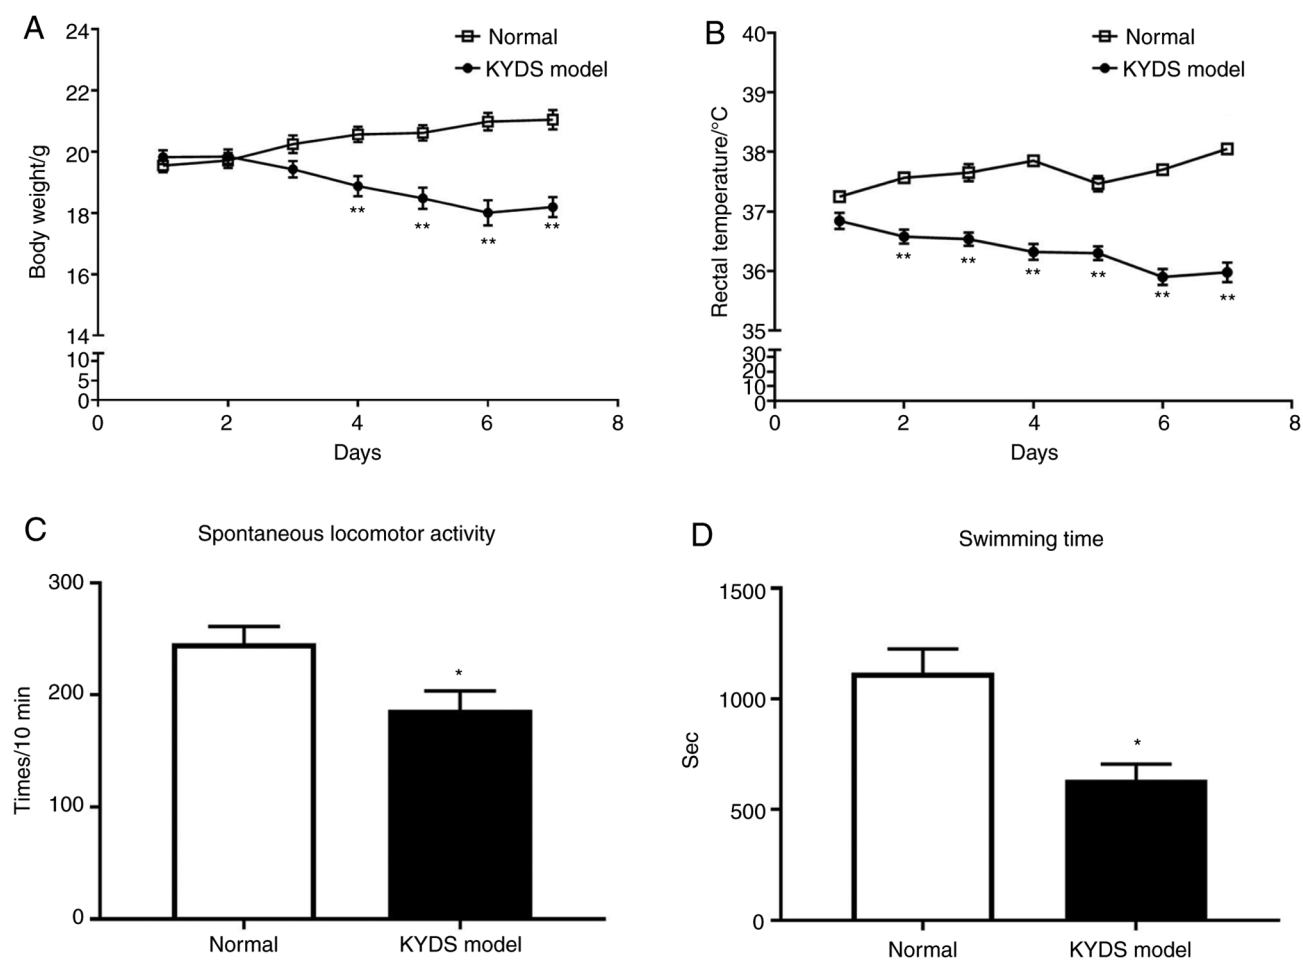 A
Normal
KYDS model
Body weight/g
24
22
20
18
16
14
10
5
0
** ** ** **
0 2 4 6 8
Days
B
Normal
KYDS model
Rectal temperature/°C
40
39
38
37
36
35
30
20
10
0
** ** ** ** ** **
0 2 4 6 8
Days
C
Spontaneous locomotor activity
Times/10 min
300
200
100
0
*
Normal KYDS model
D
Swimming time
Sec
1500
1000
500
0
*
Normal KYDS model